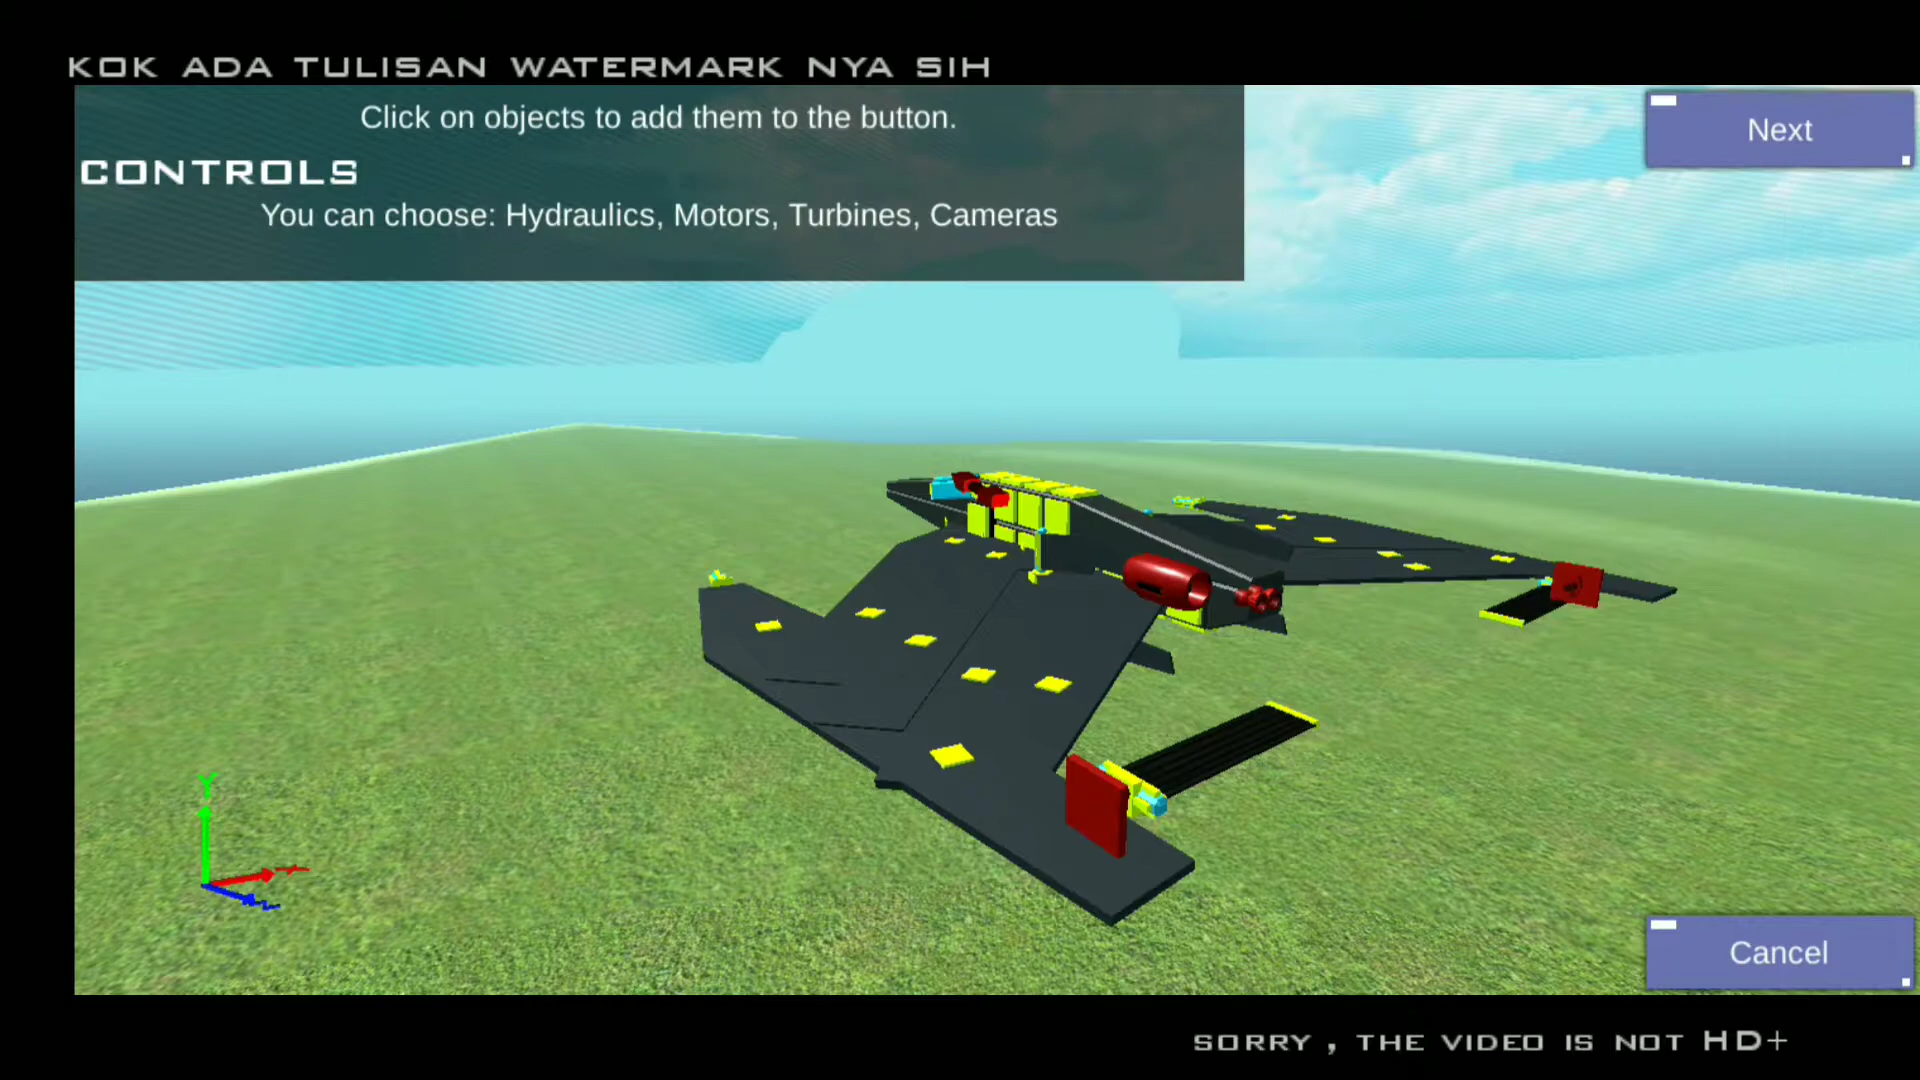 KOK ADA TULISAN WATERMARK NYA SIH
Click on objects to add them to the button.
CONTROLS
You can choose: Hydraulics, Motors, Turbines, Cameras
Next
Y
Cancel
SORRY , THE VIDEO IS NOT HD+